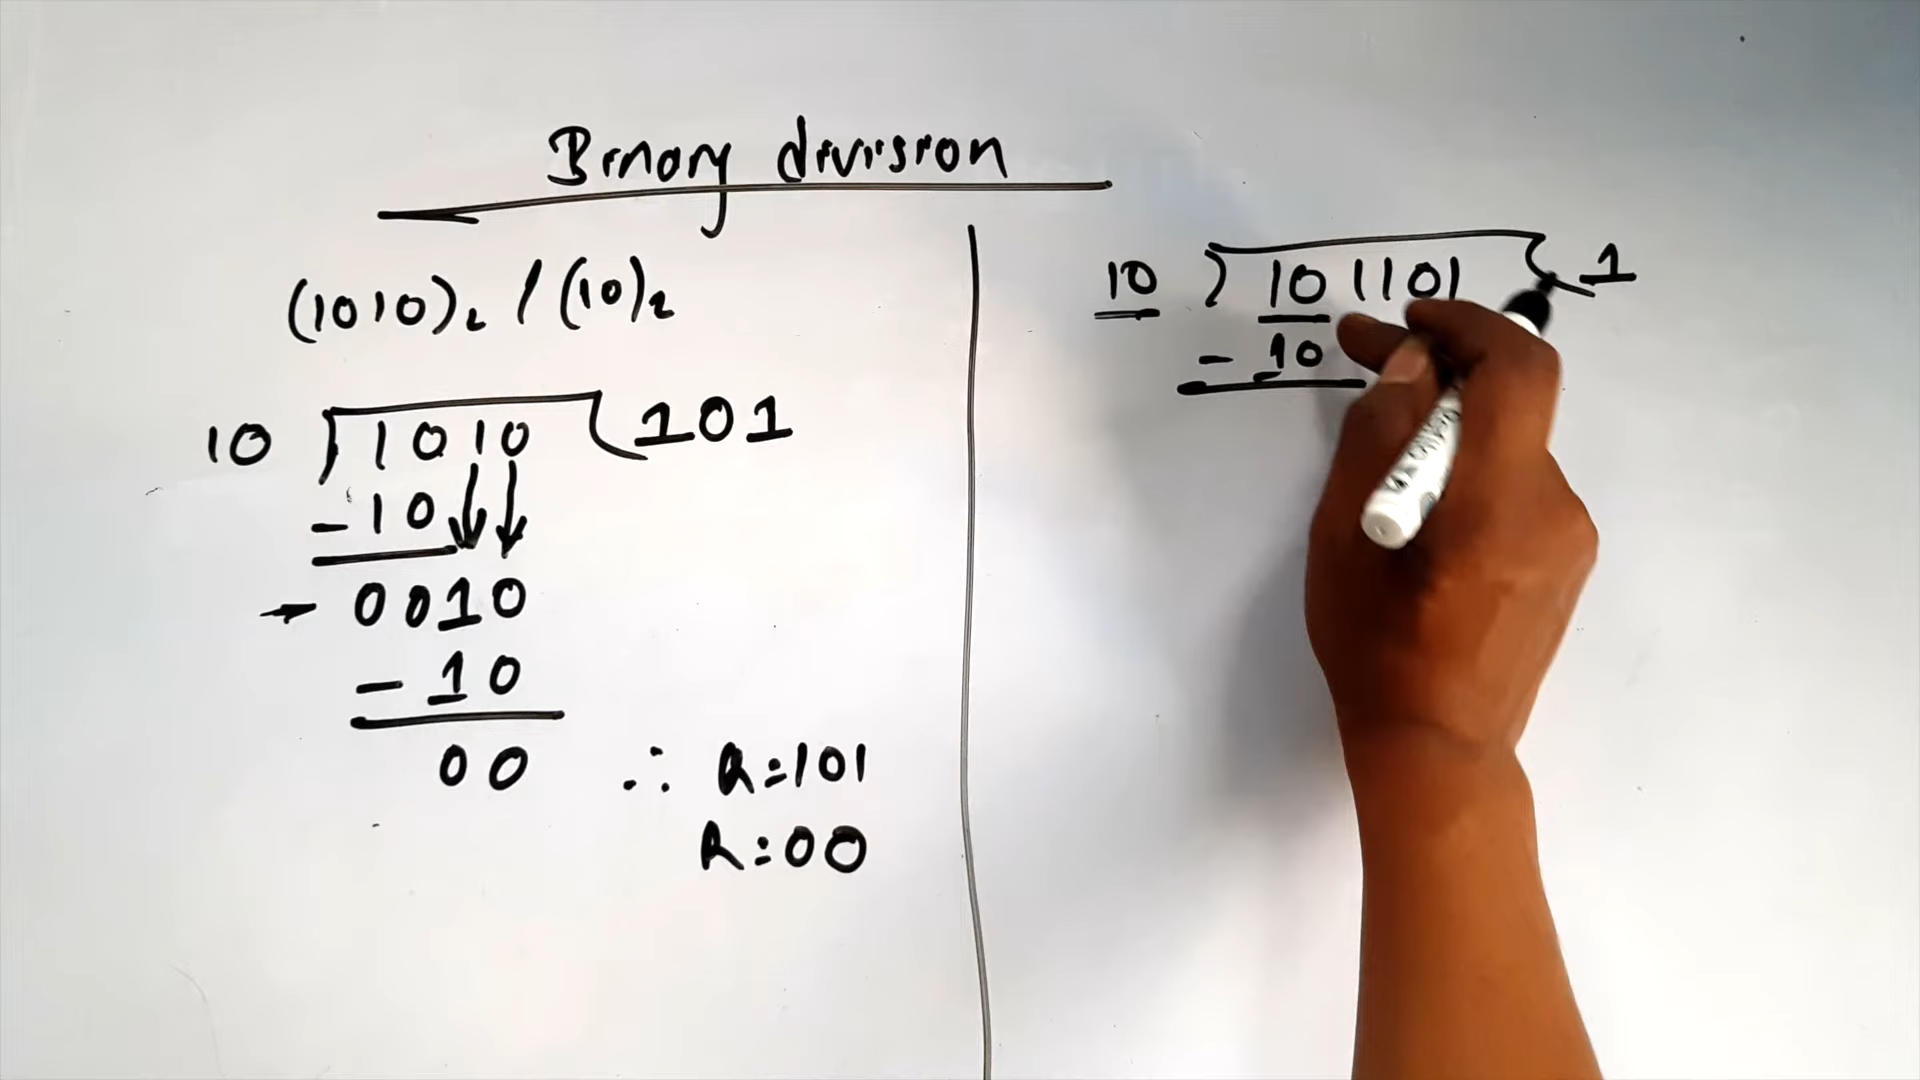 Binary division
(1010)₂ / (10)₂
10 ) 1010 ( 101
- 10
→ 0010
- 10
00
∴ Q = 101
R = 00
10 ) 101101 ( 1
- 10